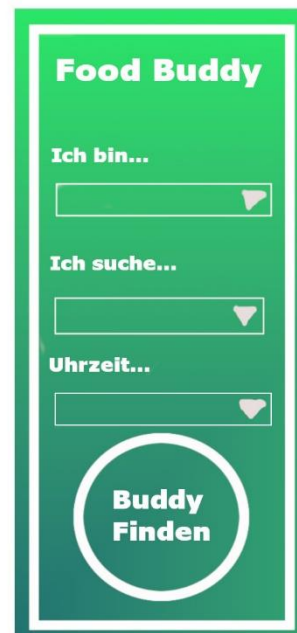 Food Buddy
Ich bin...
Ich suche...
Uhrzeit...
Buddy
Finden